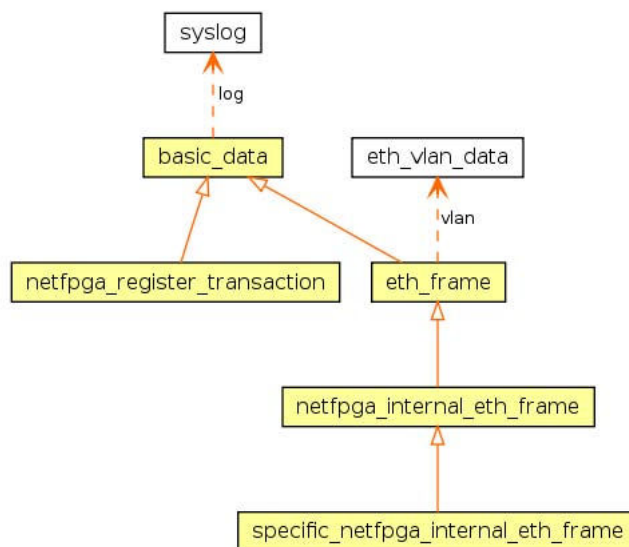 syslog
log
basic_data
eth_vlan_data
vlan
netfpga_register_transaction
eth_frame
netfpga_internal_eth_frame
specific_netfpga_internal_eth_frame